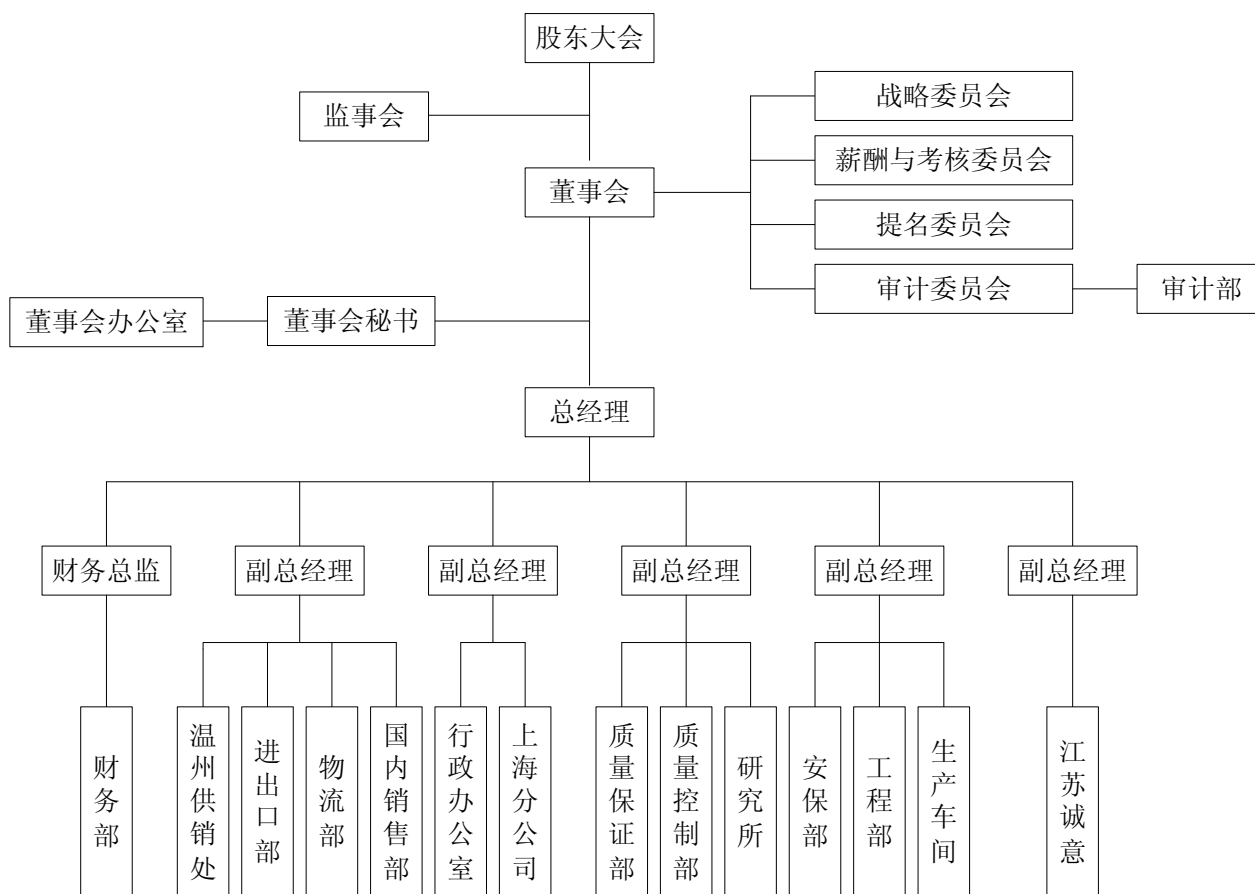 股东大会
监事会
战略委员会
薪酬与考核委员会
董事会
提名委员会
审计委员会
审计部
董事会办公室
董事会秘书
总经理
财务总监
副总经理
副总经理
副总经理
副总经理
副总经理
财务部
温州供销处
进出口部
物流部
国内销售部
行政办公室
上海分公司
质量保证部
质量控制部
研究所
安保部
工程部
生产车间
江苏诚意